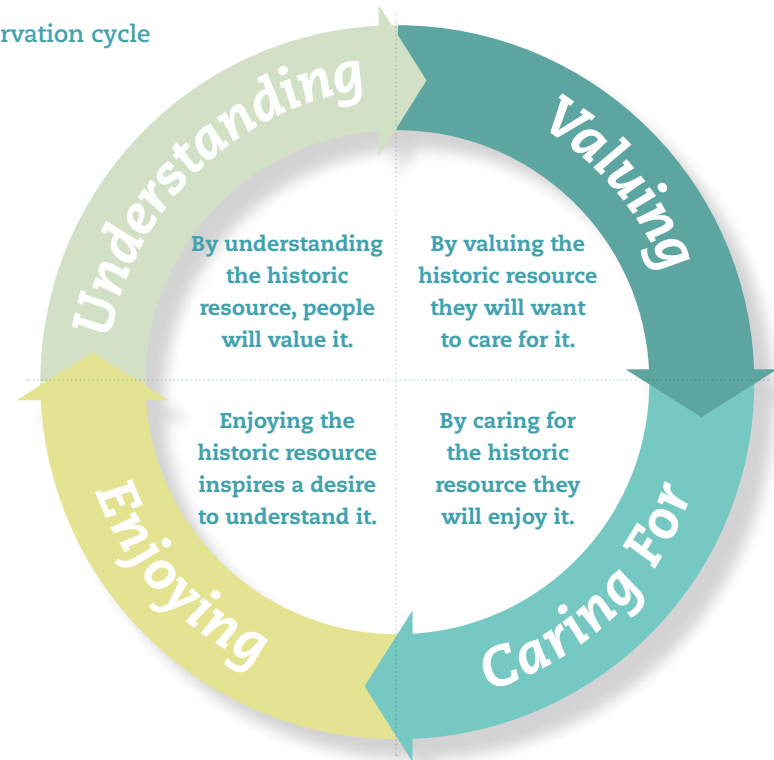 rvation cycle
Understanding
Valuing
By understanding
the historic
resource, people
will value it.
By valuing the
historic resource
they will want
to care for it.
Enjoying the
historic resource
inspires a desire
to understand it.
By caring for
the historic
resource they
will enjoy it.
Enjoying
Caring For